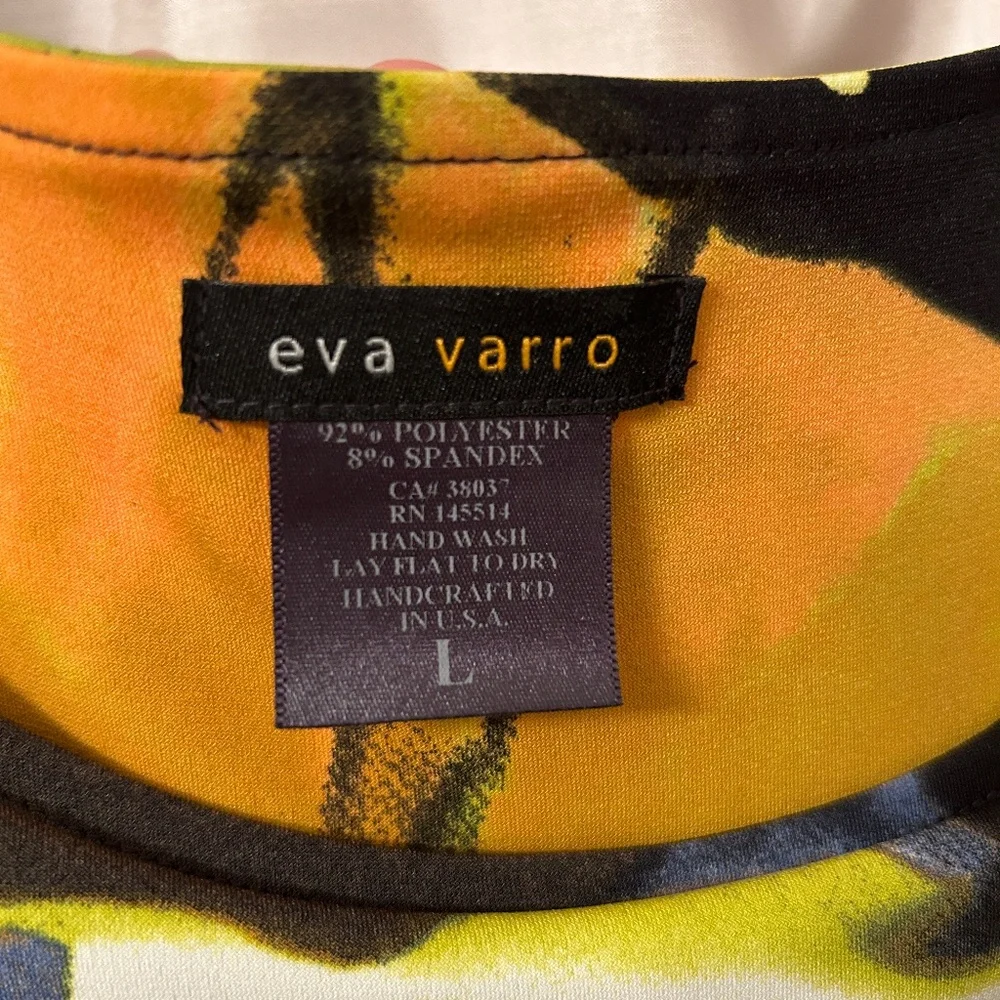 eva varro
92% POLYESTER
8% SPANDEX
CA# 38037
RN 145514
HAND WASH
LAY FLAT TO DRY
HANDCRAFTED
IN U.S.A.
L